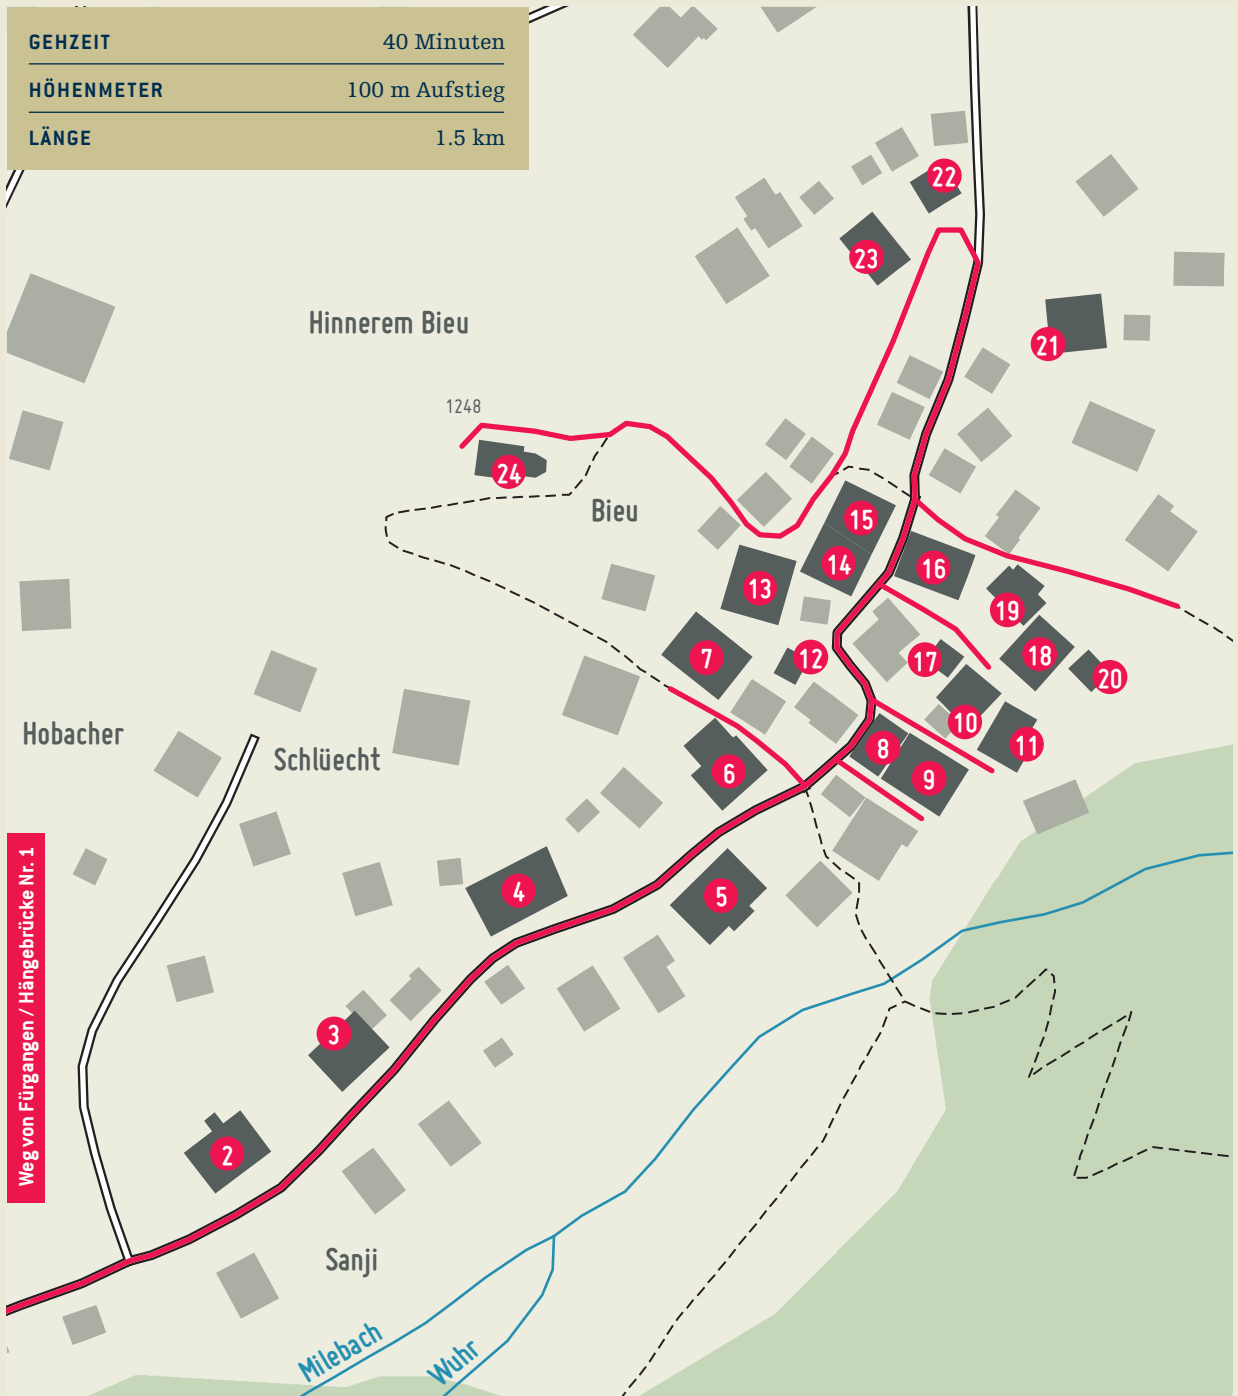 GEHZEIT 40 Minuten
HÖHENMETER 100 m Aufstieg
LÄNGE 1.5 km
22
23
Hinnerem Bieu
21
1248
24
Bieu
15
14
16
13
19
7
12
17
18
20
10
Hobacher
Schlüecht
6
8
11
9
4
5
Weg von Fürgangen / Hängebrücke Nr. 1
3
2
Sanji
Milebach
Wuhr